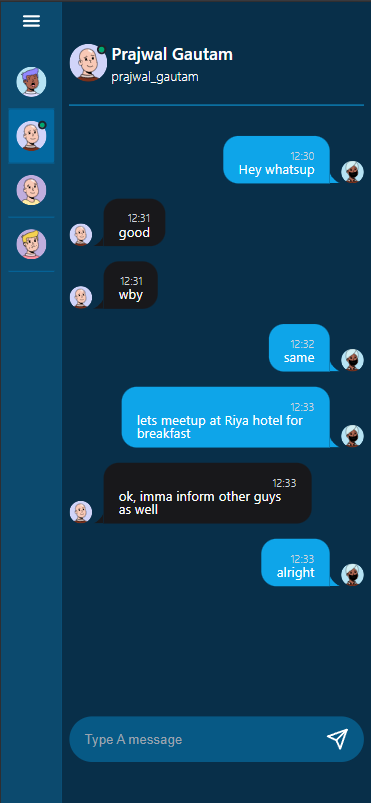 Prajwal Gautam
prajwal_gautam
12:30
Hey whatsup
12:31
good
12:31
wby
12:32
same
12:33
lets meetup at Riya hotel for
breakfast
12:33
ok, imma inform other guys
as well
12:33
alright
Type A message